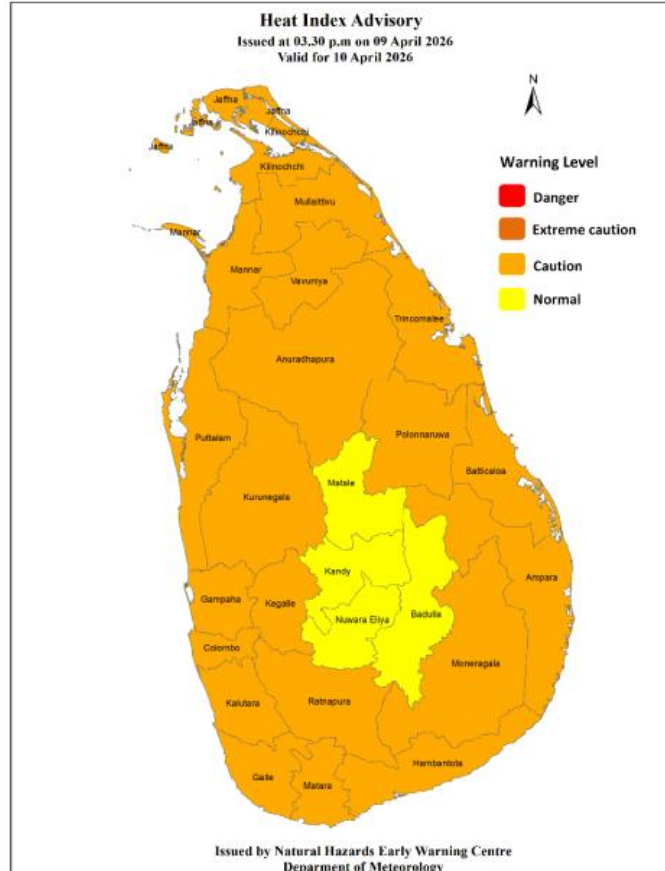 Heat Index Advisory
Issued at 03.30 p.m on 09 April 2026
Valid for 10 April 2026
N
Warning Level
Danger
Extreme caution
Caution
Normal
Jaffna
Jaffna
Jaffna
Jaffna
Kilinochchi
Kilinochchi
Mullaittivu
Mannar
Mannar
Vavuniya
Trincomalee
Anuradhapura
Puttalam
Polonnaruwa
Batticaloa
Matale
Kurunegala
Kandy
Ampara
Gampaha
Kegalle
Nuwara Eliya
Badulla
Colombo
Moneragala
Kalutara
Ratnapura
Hambantota
Galle
Matara
Issued by Natural Hazards Early Warning Centre
Deparment of Meteorology